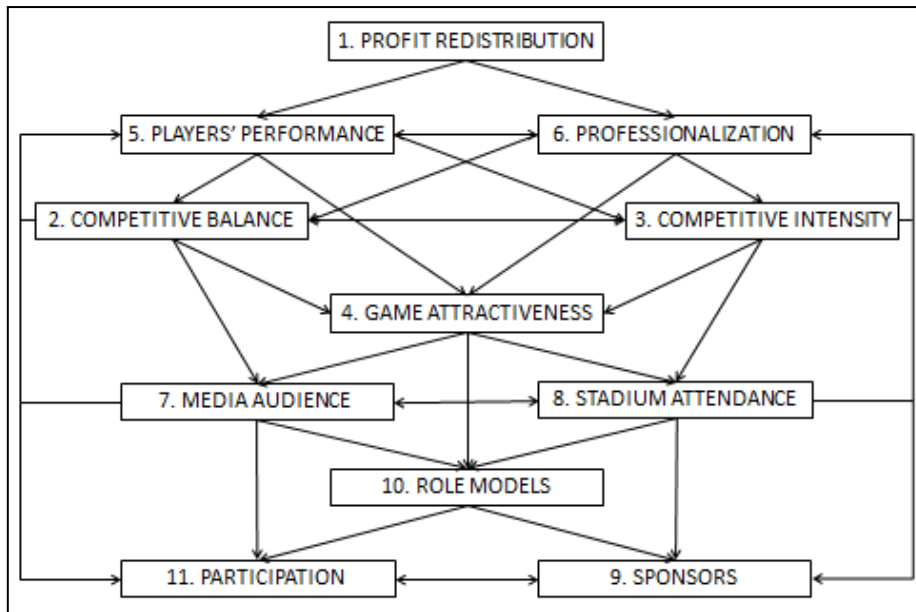 1. PROFIT REDISTRIBUTION
5. PLAYERS' PERFORMANCE
6. PROFESSIONALIZATION
2. COMPETITIVE BALANCE
3. COMPETITIVE INTENSITY
4. GAME ATTRACTIVENESS
7. MEDIA AUDIENCE
8. STADIUM ATTENDANCE
10. ROLE MODELS
11. PARTICIPATION
9. SPONSORS